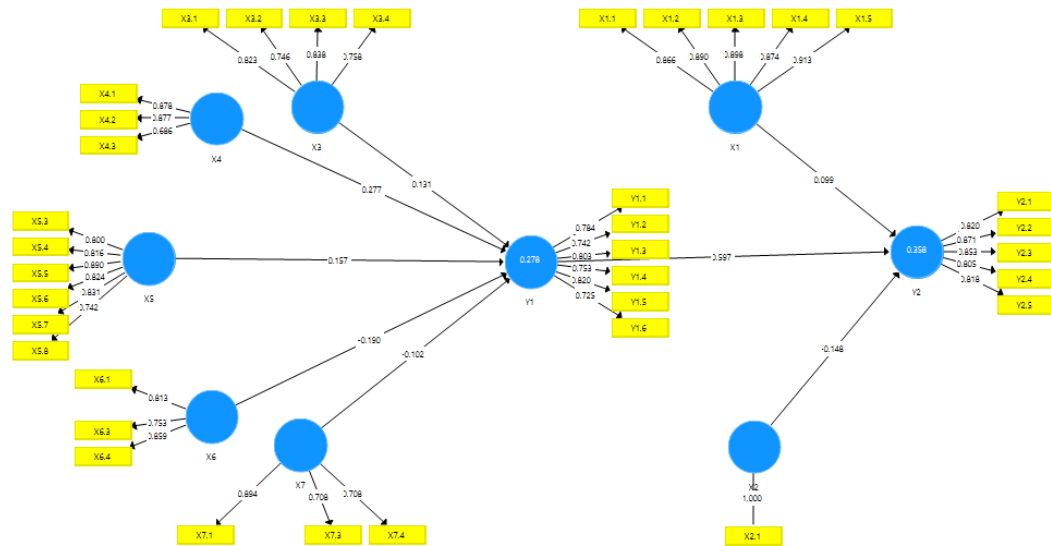 X3.1
X3.2
X3.3
X3.4
0.823
0.746
0.838
0.758
X3
X1.1
X1.2
X1.3
X1.4
X1.5
0.866
0.890
0.898
0.874
0.913
X1
X4.1
X4.2
X4.3
0.878
0.877
0.686
X4
0.277
0.131
0.099
X5.3
X5.4
X5.5
X5.6
X5.7
X5.8
0.800
0.816
0.890
0.824
0.831
0.742
X5
0.157
0.278
Y1
Y1.1
Y1.2
Y1.3
Y1.4
Y1.5
Y1.6
0.784
0.742
0.803
0.753
0.820
0.725
0.597
0.358
Y2
Y2.1
Y2.2
Y2.3
Y2.4
Y2.5
0.820
0.871
0.853
0.805
0.818
-0.190
-0.102
-0.148
X6.1
X6.3
X6.4
0.813
0.753
0.859
X6
X7
0.894
0.708
0.708
X7.1
X7.3
X7.4
X2
1.000
X2.1